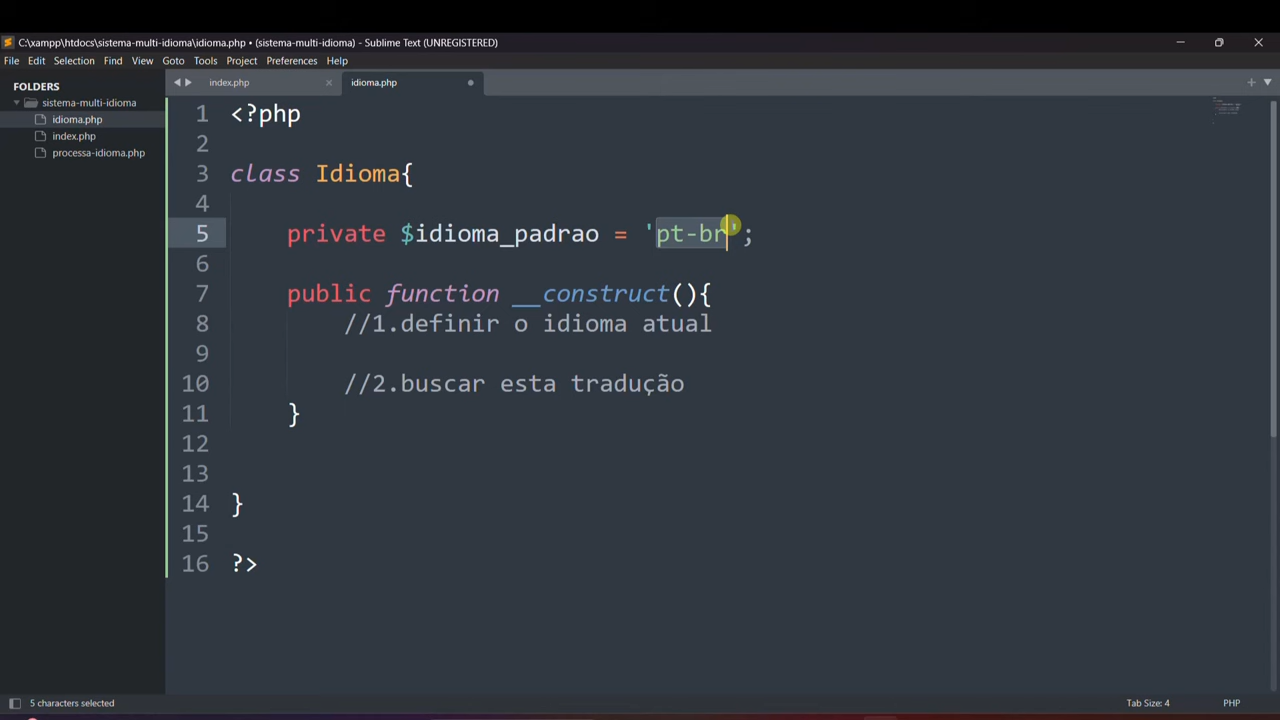 C:\xampp\htdocs\sistema-multi-idioma\idioma.php • (sistema-multi-idioma) - Sublime Text (UNREGISTERED)
File Edit Selection Find View Goto Tools Project Preferences Help
FOLDERS
sistema-multi-idioma
idioma.php
index.php
processa-idioma.php
index.php × idioma.php
1 <?php
2
3 class Idioma{
4
5 private $idioma_padrao = 'pt-br';
6
7 public function __construct(){
8 //1.definir o idioma atual
9
10 //2.buscar esta tradução
11 }
12
13
14 }
15
16 ?>
5 characters selected Tab Size: 4 PHP